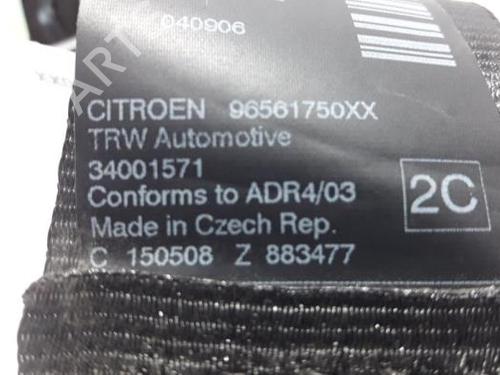 040906
CITROEN 96561750XX
TRW Automotive
34001571
Conforms to ADR4/03
2C
Made in Czech Rep.
C 150508 Z 883477